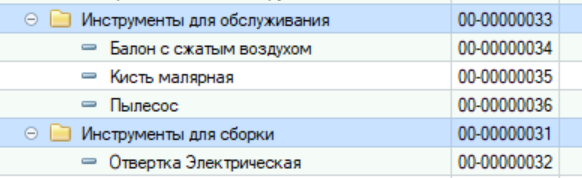 Инструменты для обслуживания 00-00000033
Балон с сжатым воздухом 00-00000034
Кисть малярная 00-00000035
Пылесос 00-00000036
Инструменты для сборки 00-00000031
Отвертка Электрическая 00-00000032